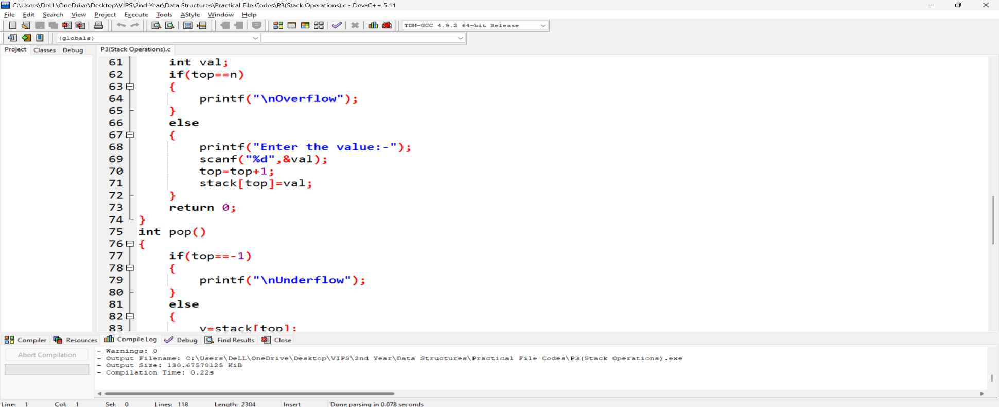 C:\Users\DeLL\OneDrive\Desktop\VIPS\2nd Year\Data Structures\Practical File Codes\P3(Stack Operations).c - Dev-C++ 5.11
File Edit Search View Project Execute Tools AStyle Window Help
TDM-GCC 4.9.2 64-bit Release
(globals)
Project Classes Debug P3(Stack Operations).c
61 int val;
62 if(top==n)
63 {
64 printf("\nOverflow");
65 }
66 else
67 {
68 printf("Enter the value:-");
69 scanf("%d",&val);
70 top=top+1;
71 stack[top]=val;
72 }
73 return 0;
74 }
75 int pop()
76 {
77 if(top==-1)
78 {
79 printf("\nUnderflow");
80 }
81 else
82 {
83 v=stack[top];
Compiler Resources Compile Log Debug Find Results Close
Abort Compilation
- Warnings: 0
- Output Filename: C:\Users\DeLL\OneDrive\Desktop\VIPS\2nd Year\Data Structures\Practical File Codes\P3(Stack Operations).exe
- Output Size: 130.67578125 KiB
- Compilation Time: 0.22s
Line: 1 Col: 1 Sel: 0 Lines: 118 Length: 2304 Insert Done parsing in 0.078 seconds